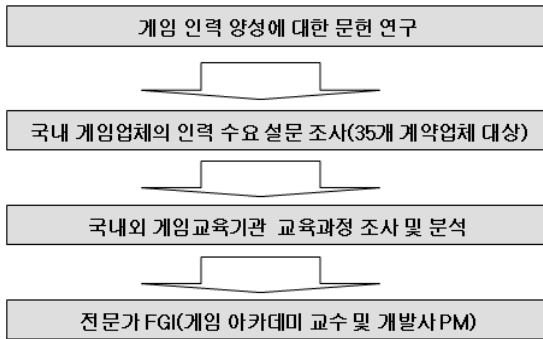 게임 인력 양성에 대한 문헌 연구
국내 게임업체의 인력 수요 설문 조사(35개 계약업체 대상)
국내외 게임교육기관 교육과정 조사 및 분석
전문가 FGI(게임 아카데미 교수 및 개발사 PM)